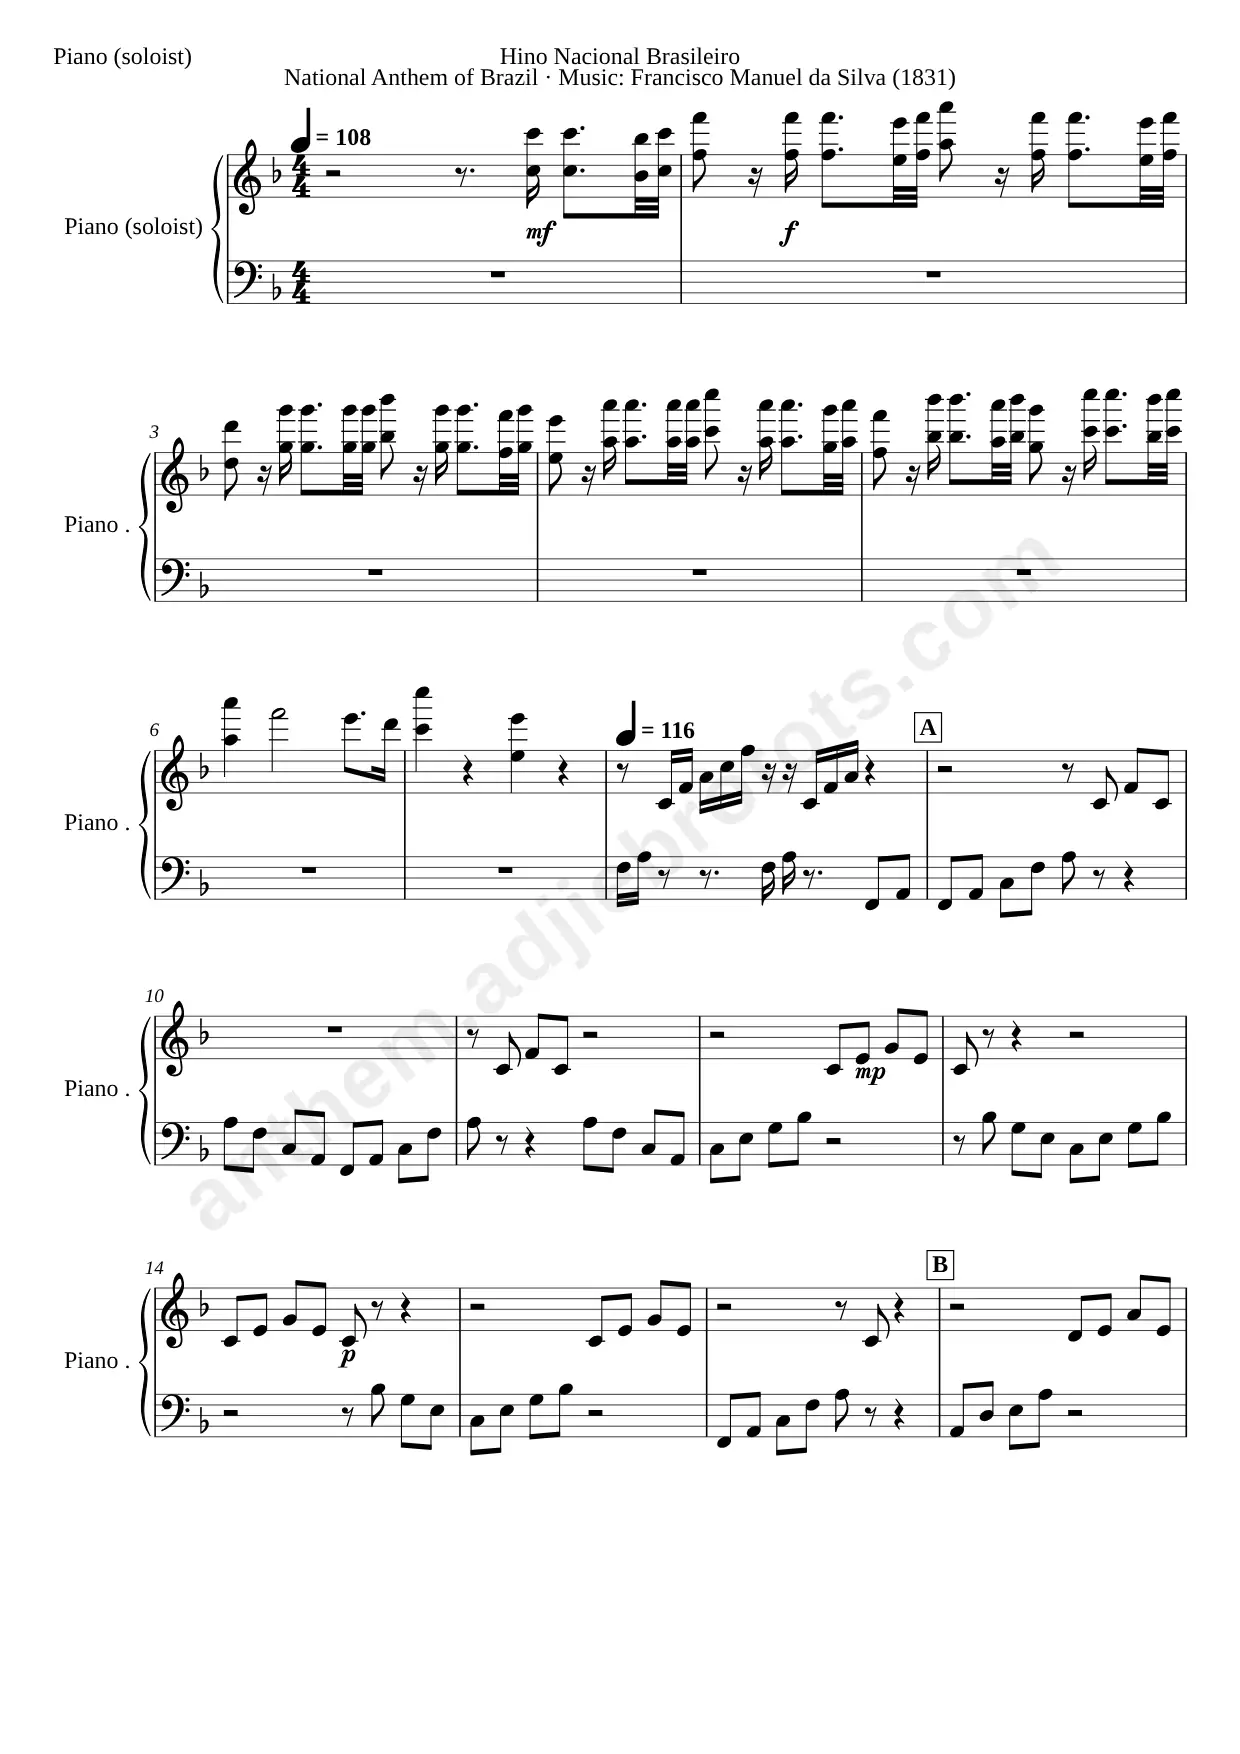 Piano (soloist)
Hino Nacional Brasileiro
National Anthem of Brazil · Music: Francisco Manuel da Silva (1831)
= 108
Piano (soloist)
mf
f
3
Piano .
6
= 116
A
Piano .
10
Piano .
mp
14
B
Piano .
p
anthem.adjiebrotots.com